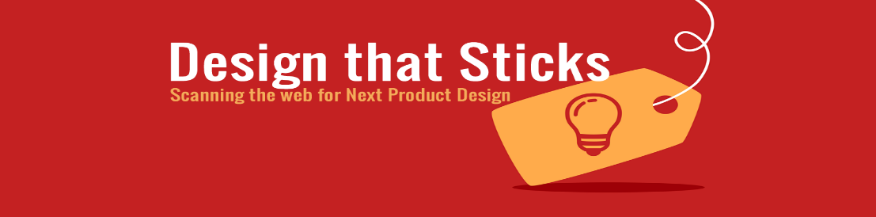 Design that Sticks
Scanning the web for Next Product Design